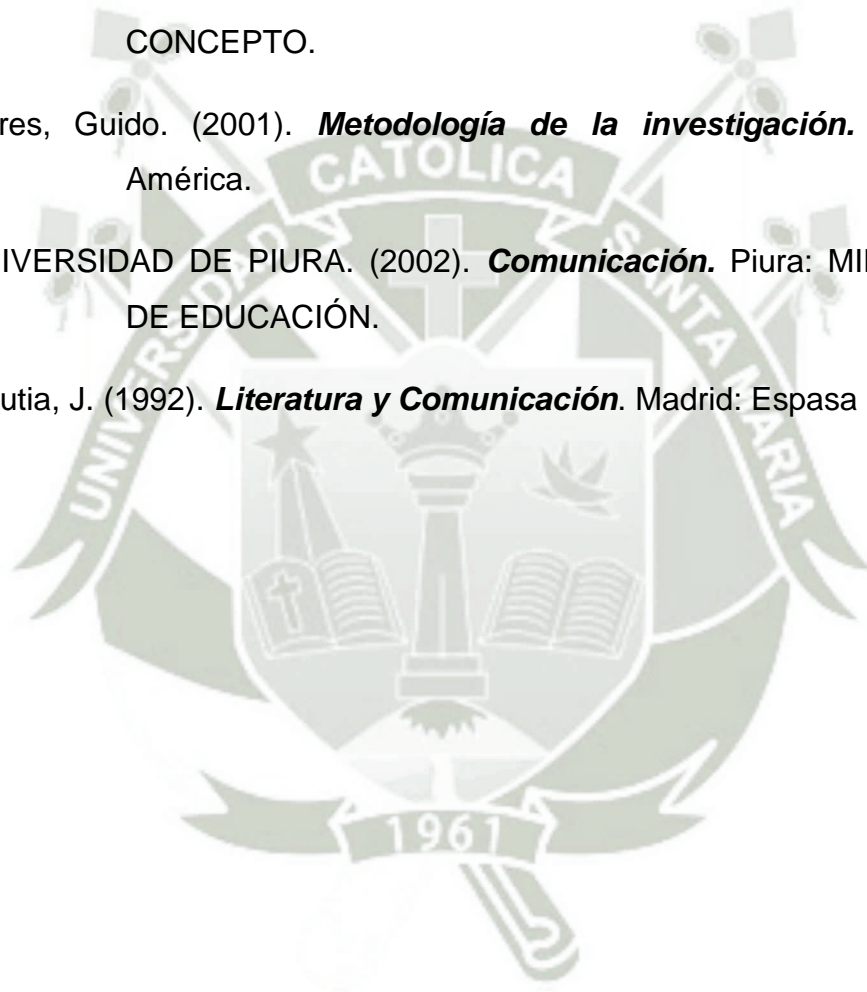 CONCEPTO.
res, Guido. (2001). Metodología de la investigación.
América.
IVERSIDAD DE PIURA. (2002). Comunicación. Piura: MI
DE EDUCACIÓN.
utia, J. (1992). Literatura y Comunicación. Madrid: Espasa
UNIVERSIDAD CATOLICA SANTA MARIA
1961